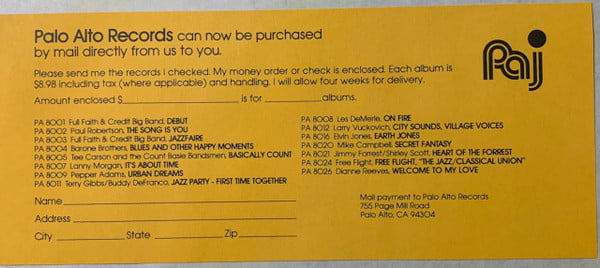 Palo Alto Records can now be purchased
by mail directly from us to you.
Paj
Please send me the records I checked. My money order or check is enclosed. Each album is
$8.98 including tax (where applicable) and handling. I will allow four weeks for delivery.
Amount enclosed $ is for albums.
PA 8001 Full Faith & Credit Big Band, DEBUT
PA 8002 Paul Robertson, THE SONG IS YOU
PA 8003 Full Faith & Credit Big Band, JAZZFAIRE
PA 8004 Barone Brothers, BLUES AND OTHER HAPPY MOMENTS
PA 8005 Tee Carson and the Count Basie Bandsmen, BASICALLY COUNT
PA 8007 Lanny Morgan, IT'S ABOUT TIME
PA 8009 Pepper Adams, URBAN DREAMS
PA 8011 Terry Gibbs/Buddy DeFranco, JAZZ PARTY - FIRST TIME TOGETHER
PA 8008 Les DeMerle, ON FIRE
PA 8012 Larry Vuckovich, CITY SOUNDS, VILLAGE VOICES
PA 8016 Elvin Jones, EARTH JONES
PA 8020 Mike Campbell, SECRET FANTASY
PA 8021 Jimmy Forrest/Shirley Scott, HEART OF THE FORREST
PA 8024 Free Flight, FREE FLIGHT, "THE JAZZ/CLASSICAL UNION"
PA 8026 Dianne Reeves, WELCOME TO MY LOVE
Name
Address
City State Zip
Mail payment to Palo Alto Records
755 Page Mill Road
Palo Alto, CA 94304